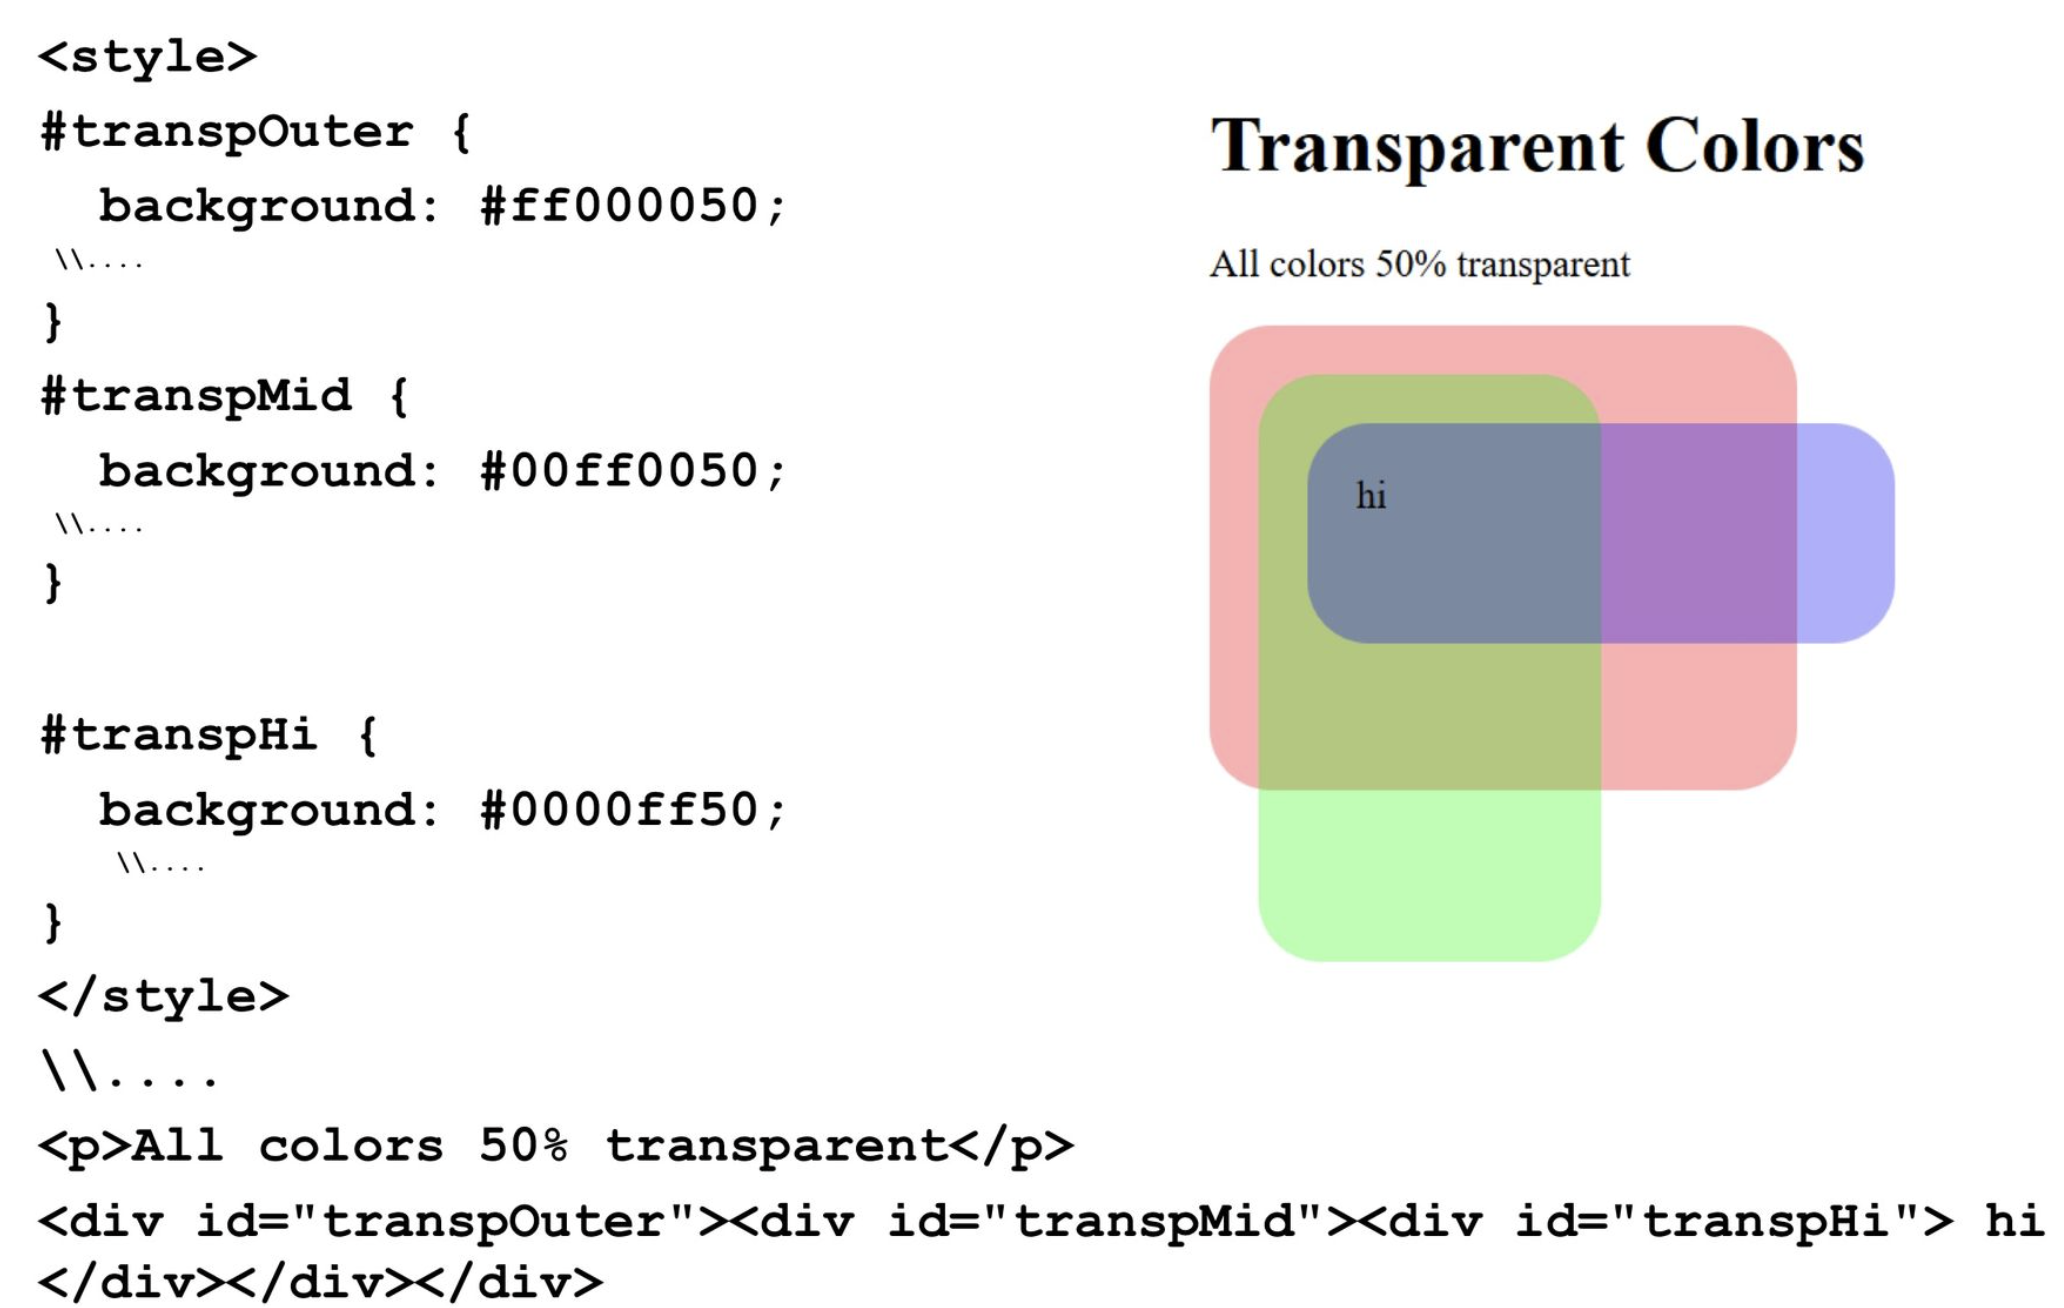 <style>
#transpOuter {
background: #ff000050;
\\....
}
#transpMid {
background: #00ff0050;
\\....
}
#transpHi {
background: #0000ff50;
\\....
}
</style>
\\....
<p>All colors 50% transparent</p>
<div id="transpOuter"><div id="transpMid"><div id="transpHi"> hi
</div></div></div>
Transparent Colors
All colors 50% transparent
hi